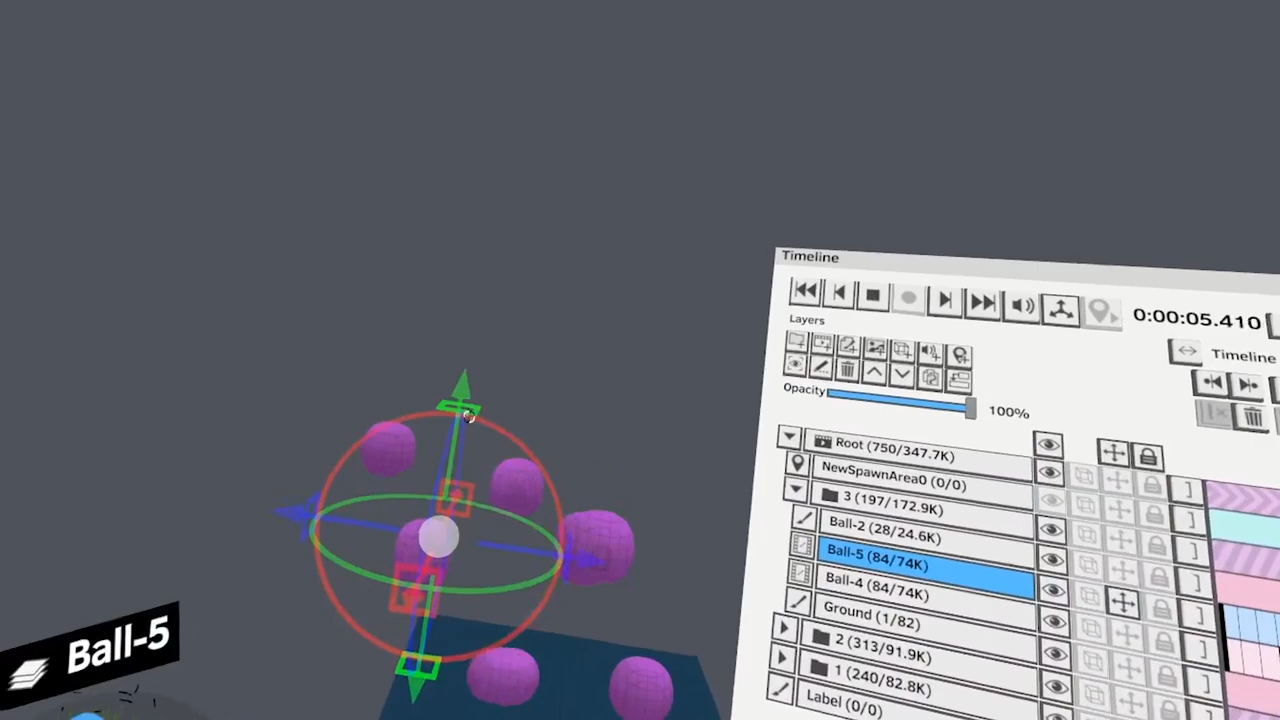 Timeline
0:00:05.410
Layers
Timeline
Opacity
100%
Root (750/347.7K)
NewSpawnArea0 (0/0)
3 (197/172.9K)
Ball-2 (28/24.6K)
Ball-5 (84/74K)
Ball-4 (84/74K)
Ground (1/82)
2 (313/91.9K)
1 (240/82.8K)
Label (0/0)
Ball-5